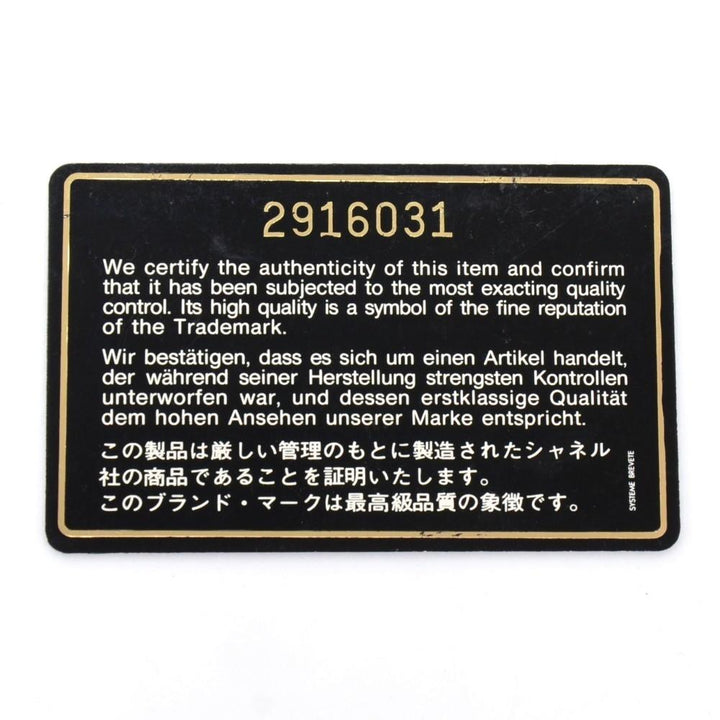 2916031
We certify the authenticity of this item and confirm
that it has been subjected to the most exacting quality
control. Its high quality is a symbol of the fine reputation
of the Trademark.
Wir bestätigen, dass es sich um einen Artikel handelt,
der während seiner Herstellung strengsten Kontrollen
unterworfen war, und dessen erstklassige Qualität
dem hohen Ansehen unserer Marke entspricht.
この製品は厳しい管理のもとに製造されたシャネル
社の商品であることを証明いたします。
このブランド・マークは最高級品質の象徴です。
SYSTEME BREVETE